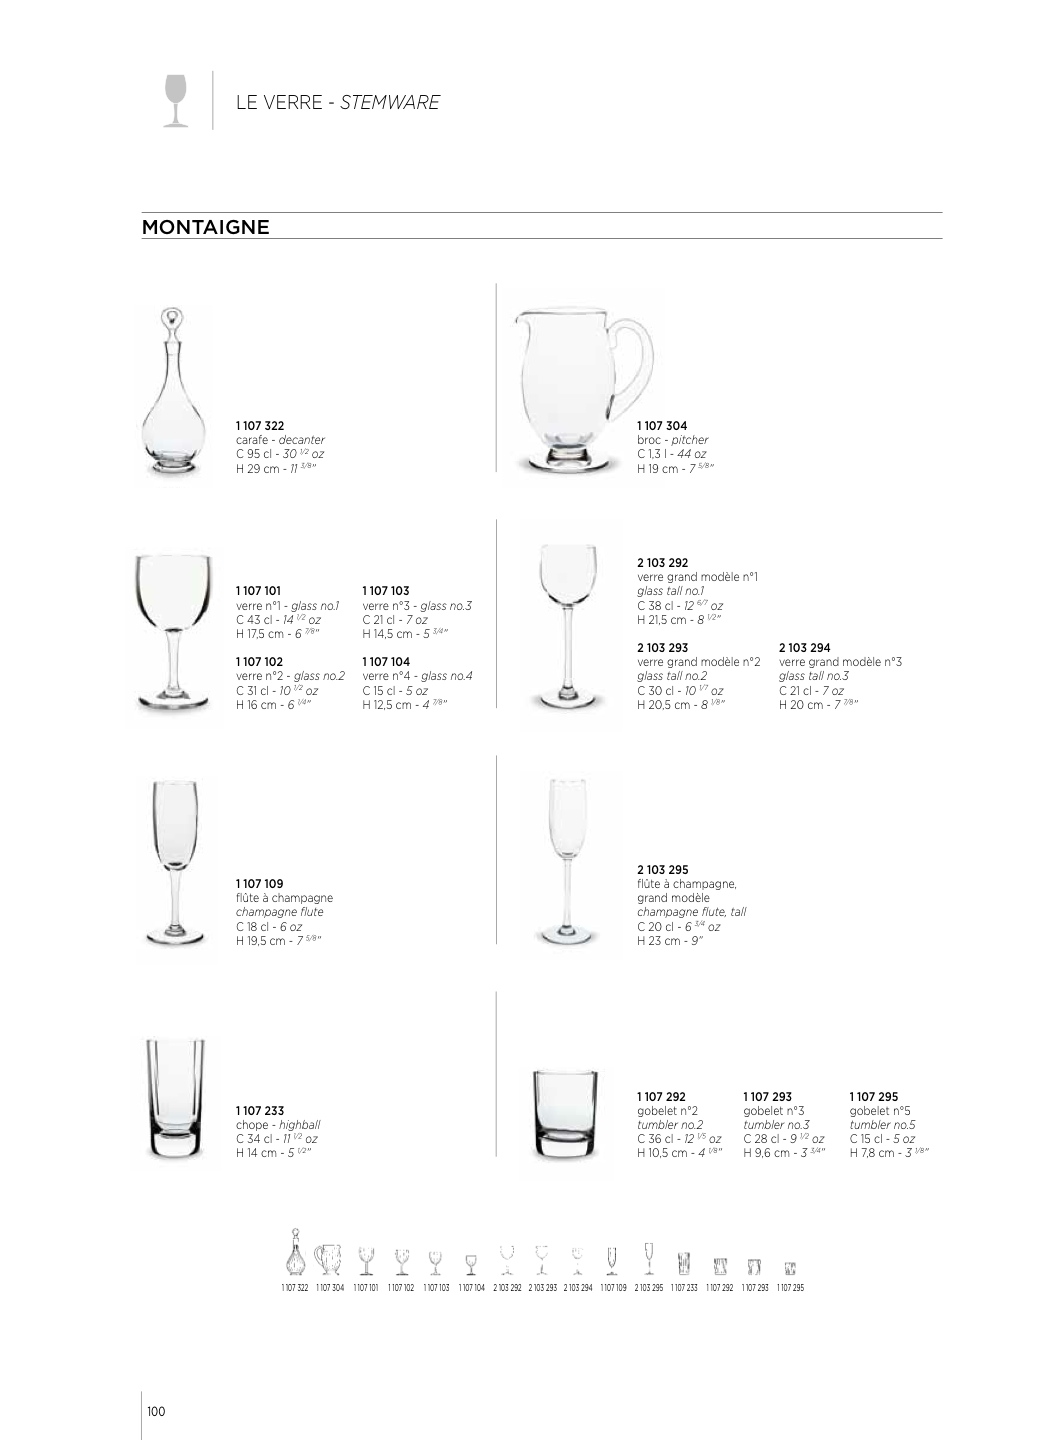 LE VERRE - STEMWARE
MONTAIGNE
1 107 322
carafe - decanter
C 95 cl - 30 1/2 oz
H 29 cm - 11 3/8"
1 107 304
broc - pitcher
C 1,3 l - 44 oz
H 19 cm - 7 5/8"
1 107 101
verre n°1 - glass no.1
C 43 cl - 14 1/2 oz
H 17,5 cm - 6 7/8"
1 107 103
verre n°3 - glass no.3
C 21 cl - 7 oz
H 14,5 cm - 5 3/4"
1 107 102
verre n°2 - glass no.2
C 31 cl - 10 1/2 oz
H 16 cm - 6 1/4"
1 107 104
verre n°4 - glass no.4
C 15 cl - 5 oz
H 12,5 cm - 4 7/8"
2 103 292
verre grand modèle n°1
glass tall no.1
C 38 cl - 12 6/7 oz
H 21,5 cm - 8 1/2"
2 103 293
verre grand modèle n°2
glass tall no.2
C 30 cl - 10 1/7 oz
H 20,5 cm - 8 1/8"
2 103 294
verre grand modèle n°3
glass tall no.3
C 21 cl - 7 oz
H 20 cm - 7 7/8"
1 107 109
flûte à champagne
champagne flute
C 18 cl - 6 oz
H 19,5 cm - 7 5/8"
2 103 295
flûte à champagne,
grand modèle
champagne flute, tall
C 20 cl - 6 3/4 oz
H 23 cm - 9"
1 107 233
chope - highball
C 34 cl - 11 1/2 oz
H 14 cm - 5 1/2"
1 107 292
gobelet n°2
tumbler no.2
C 36 cl - 12 1/5 oz
H 10,5 cm - 4 1/8"
1 107 293
gobelet n°3
tumbler no.3
C 28 cl - 9 1/2 oz
H 9,6 cm - 3 3/4"
1 107 295
gobelet n°5
tumbler no.5
C 15 cl - 5 oz
H 7,8 cm - 3 1/8"
1 107 322 1 107 304 1 107 101 1 107 102 1 107 103 1 107 104 2 103 292 2 103 293 2 103 294 1 107 109 2 103 295 1 107 233 1 107 292 1 107 293 1 107 295
100